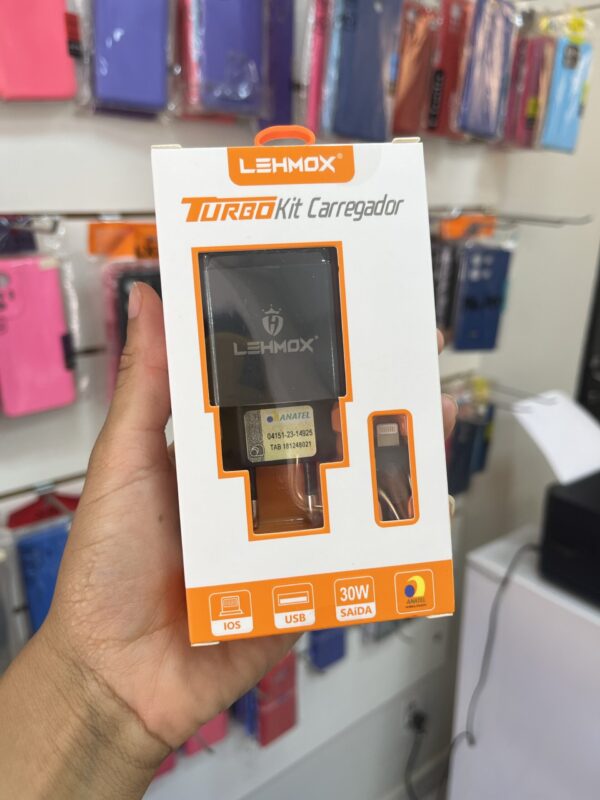 LEHMOX®
TURBO Kit Carregador
LEHMOX®
ANATEL
04151-23-14925
TAB 181248021
IOS
USB
30W
SAÍDA
ANATEL